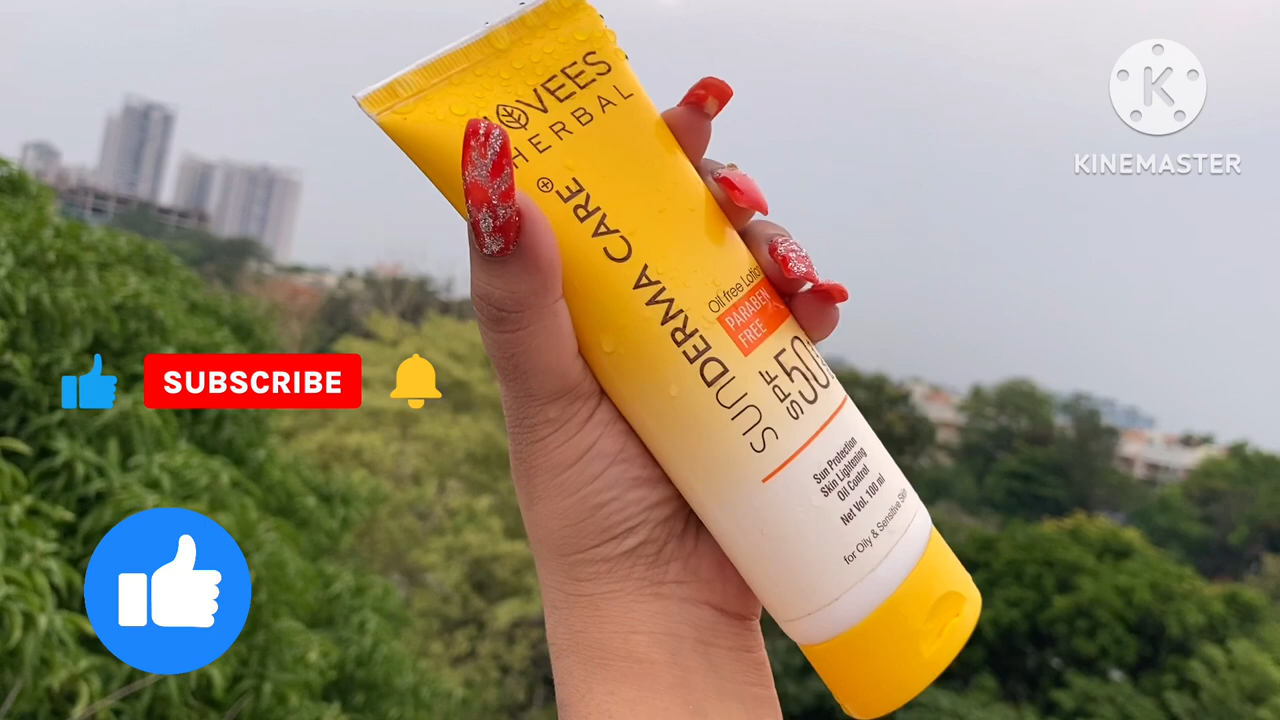 OVEES
HERBAL
SUNDERMA CARE+
Oil free Lotion
PARABEN
FREE
SPF 50
Sun Protection
Skin Lightening
Oil Control
Net Vol. 100 ml
for Oily & Sensitive Skin
K
KINEMASTER
SUBSCRIBE